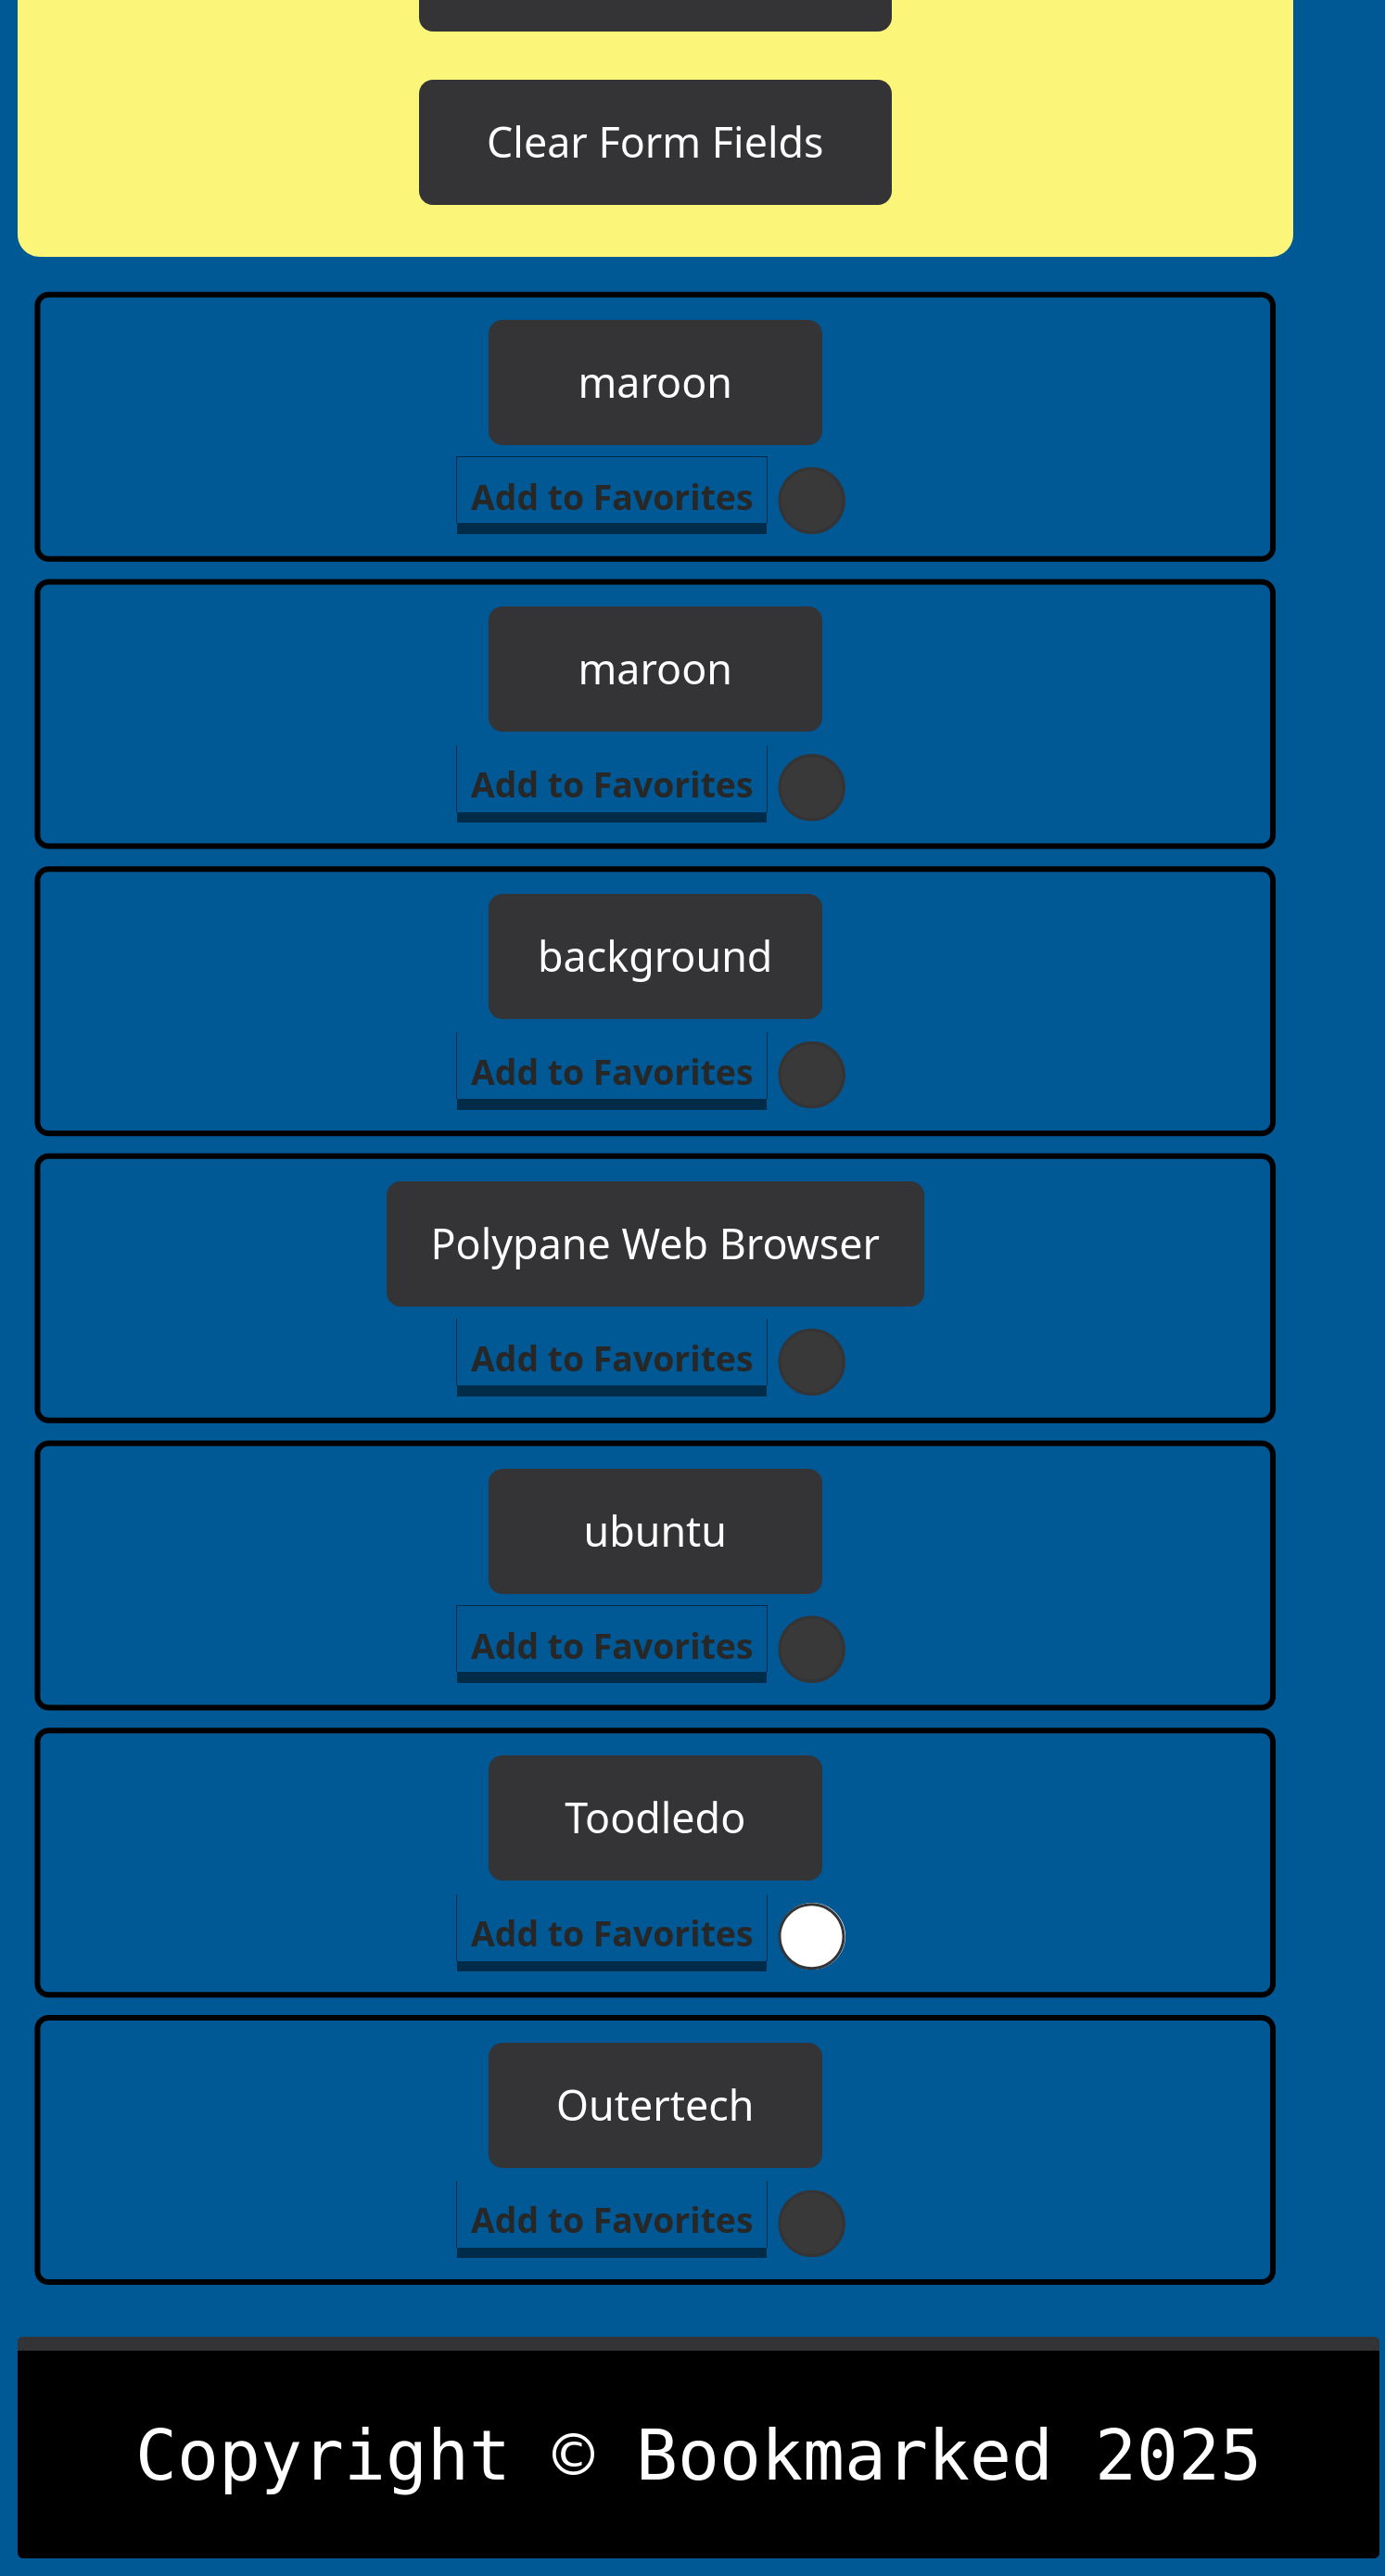 Clear Form Fields
maroon
Add to Favorites
maroon
Add to Favorites
background
Add to Favorites
Polypane Web Browser
Add to Favorites
ubuntu
Add to Favorites
Toodledo
Add to Favorites
Outertech
Add to Favorites
Copyright © Bookmarked 2025